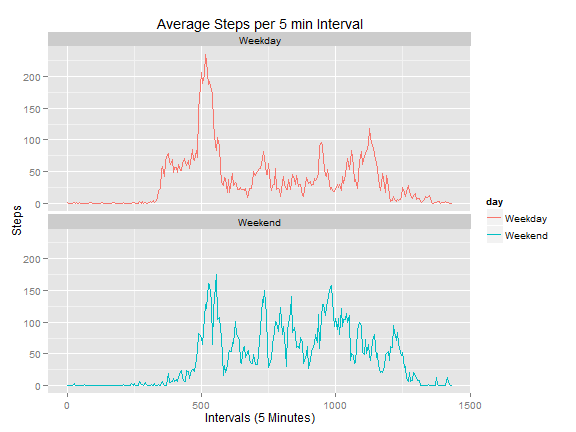 Average Steps per 5 min Interval
Weekday
200
150
100
50
0
Weekend
200
150
100
50
0
Steps
0
500
1000
1500
Intervals (5 Minutes)
day
Weekday
Weekend